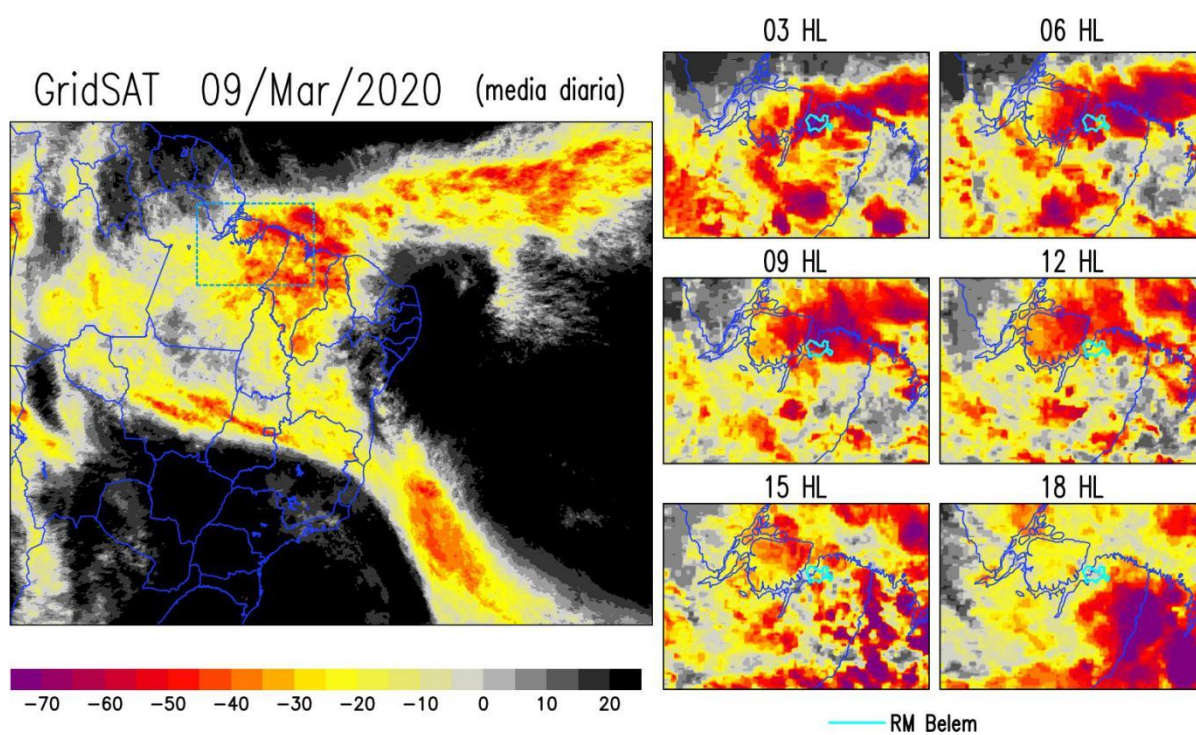 GridSAT 09/Mar/2020 (media diaria)
03 HL
06 HL
09 HL
12 HL
15 HL
18 HL
-70 -60 -50 -40 -30 -20 -10 0 10 20
RM Belem